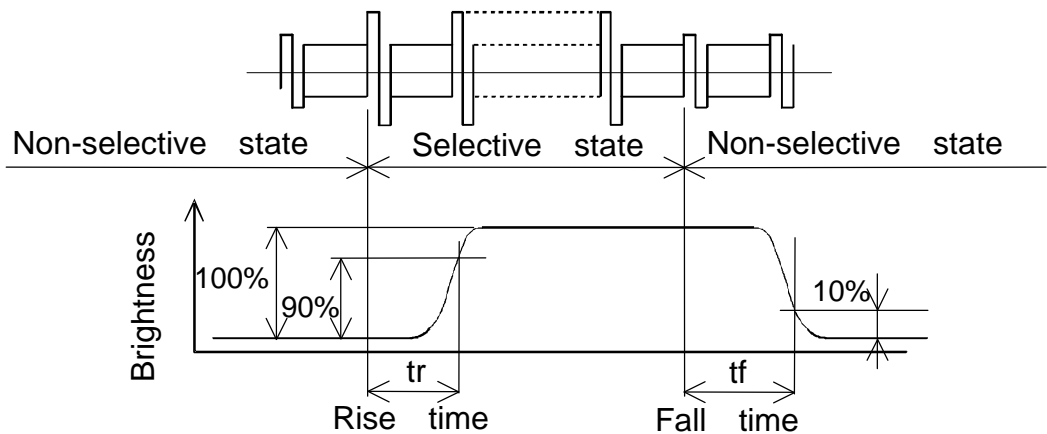 Non-selective state
Selective state
Non-selective state
Brightness
100%
90%
10%
tr
tf
Rise time
Fall time